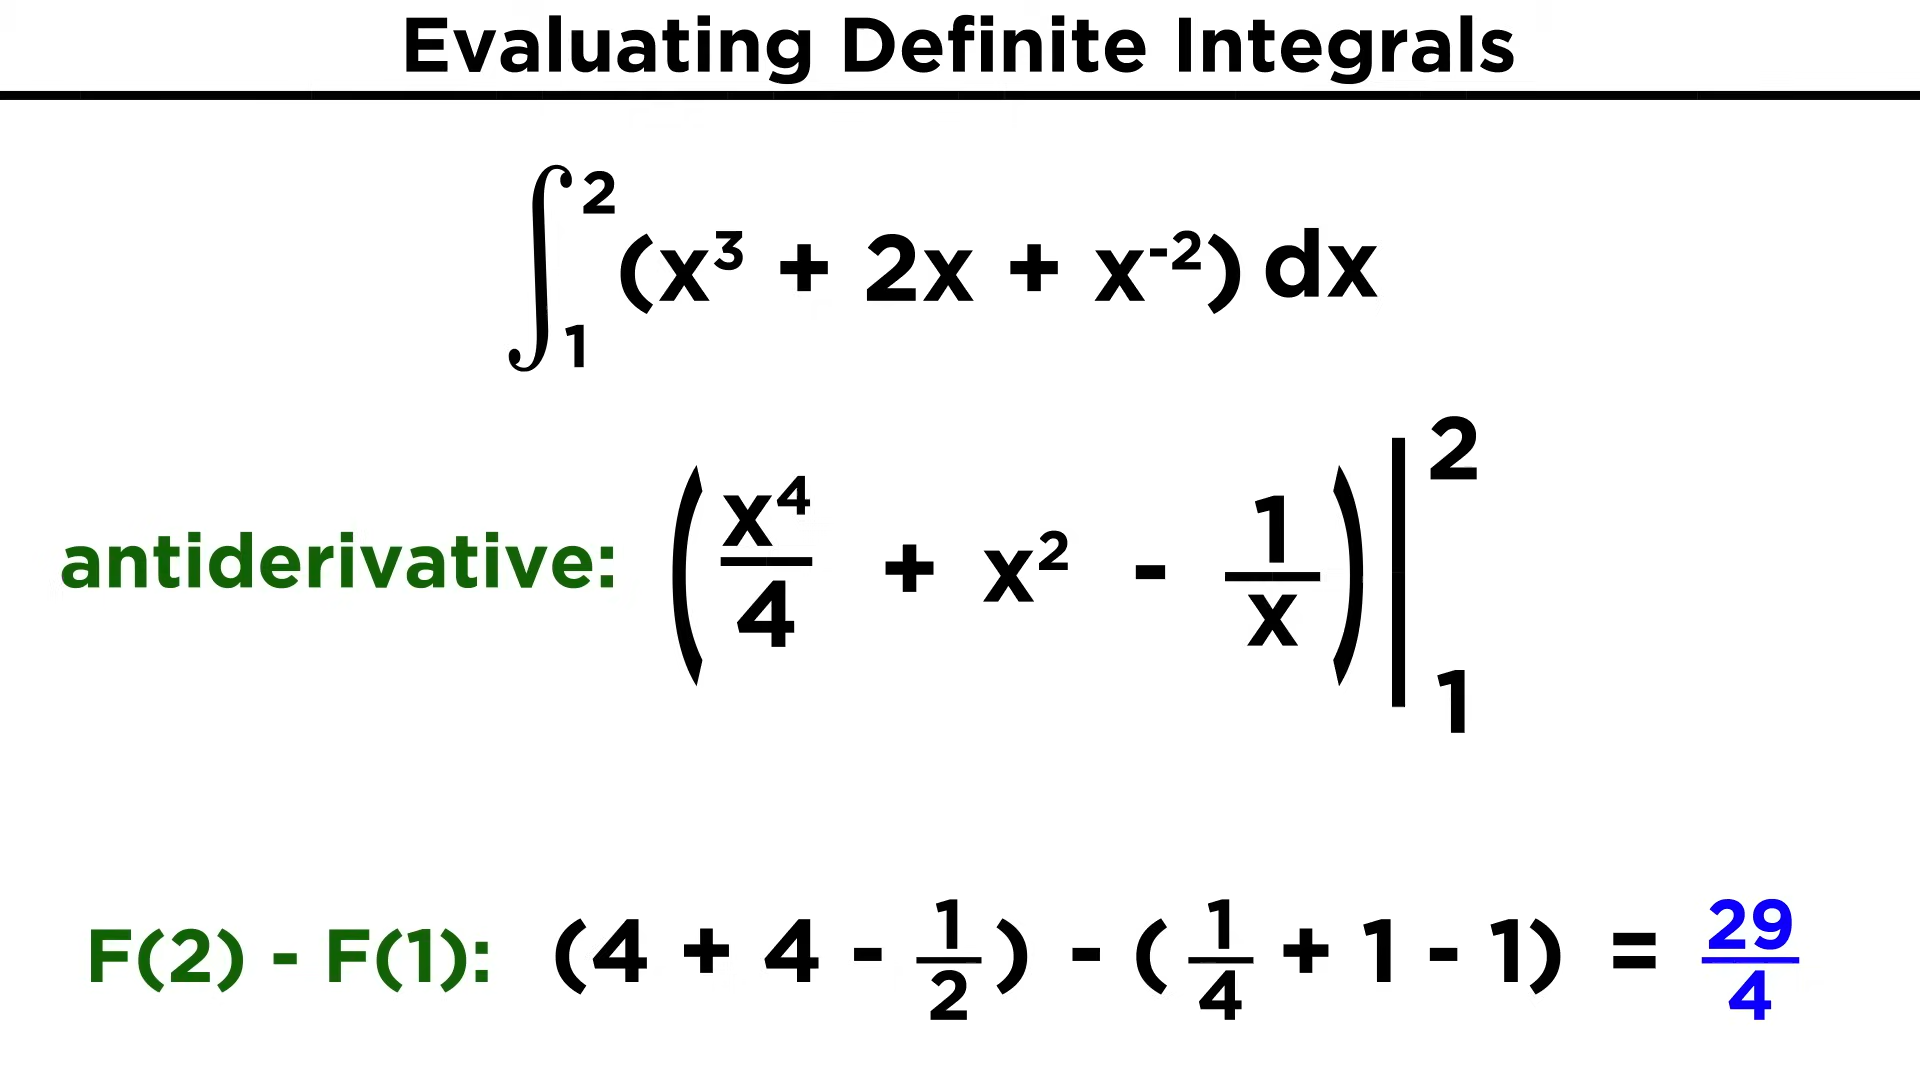 Evaluating Definite Integrals
∫₁² (x³ + 2x + x⁻²) dx
antiderivative: (x⁴/4 + x² - 1/x) |₁²
F(2) - F(1): (4 + 4 - 1/2) - (1/4 + 1 - 1) = 29/4